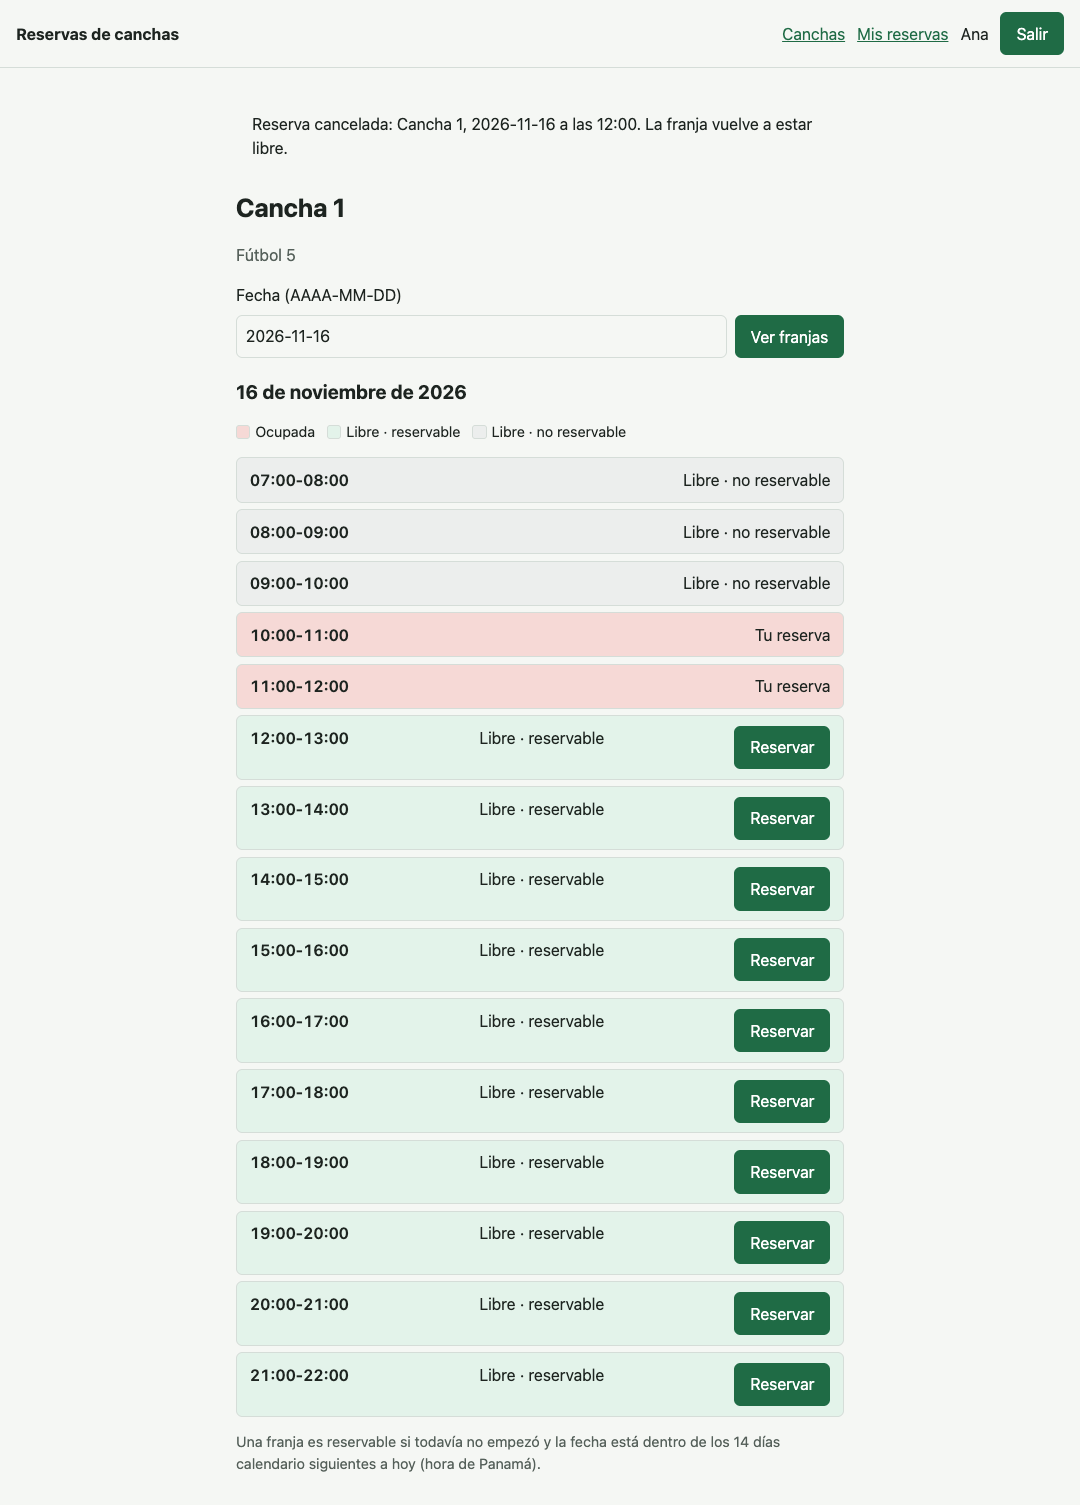 Reservas de canchas
Canchas Mis reservas Ana Salir
Reserva cancelada: Cancha 1, 2026-11-16 a las 12:00. La franja vuelve a estar
libre.
Cancha 1
Fútbol 5
Fecha (AAAA-MM-DD)
2026-11-16 Ver franjas
16 de noviembre de 2026
Ocupada Libre · reservable Libre · no reservable
07:00-08:00 Libre · no reservable
08:00-09:00 Libre · no reservable
09:00-10:00 Libre · no reservable
10:00-11:00 Tu reserva
11:00-12:00 Tu reserva
12:00-13:00 Libre · reservable Reservar
13:00-14:00 Libre · reservable Reservar
14:00-15:00 Libre · reservable Reservar
15:00-16:00 Libre · reservable Reservar
16:00-17:00 Libre · reservable Reservar
17:00-18:00 Libre · reservable Reservar
18:00-19:00 Libre · reservable Reservar
19:00-20:00 Libre · reservable Reservar
20:00-21:00 Libre · reservable Reservar
21:00-22:00 Libre · reservable Reservar
Una franja es reservable si todavía no empezó y la fecha está dentro de los 14 días
calendario siguientes a hoy (hora de Panamá).